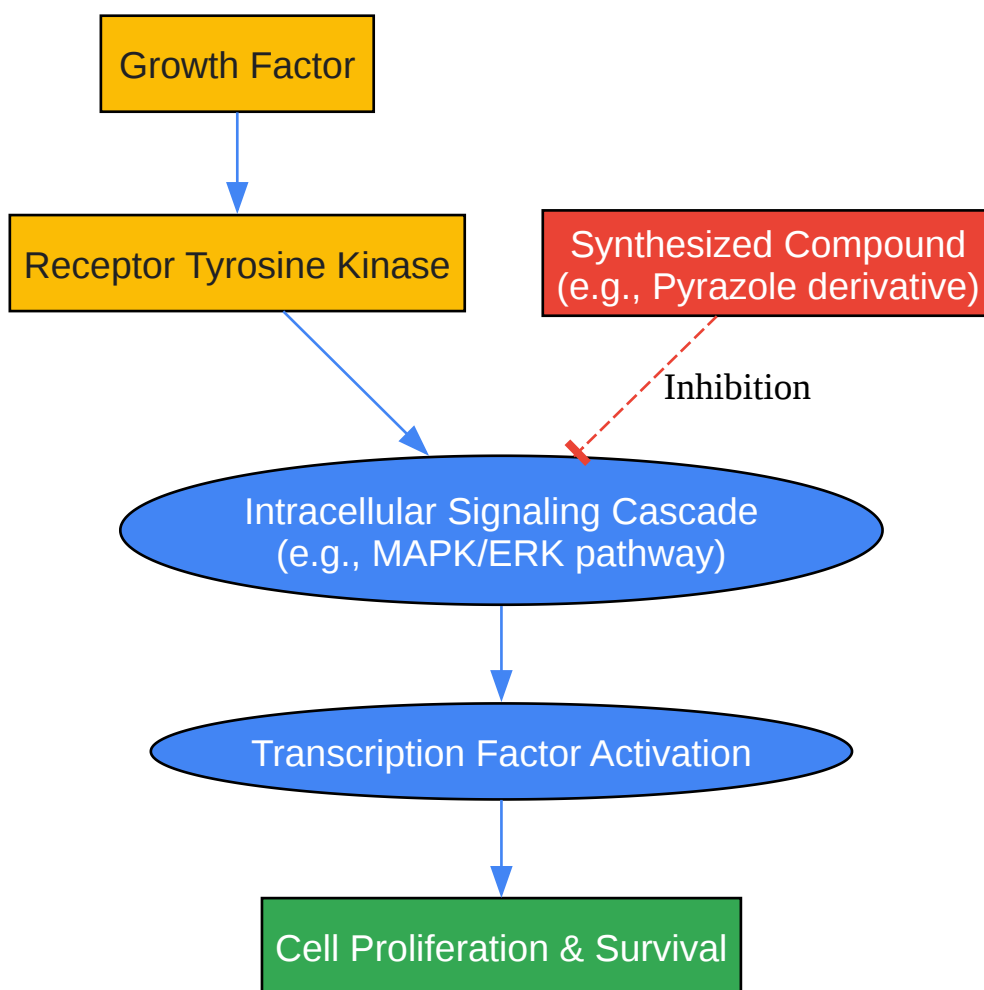 Growth Factor
Receptor Tyrosine Kinase
Synthesized Compound
(e.g., Pyrazole derivative)
Inhibition
Intracellular Signaling Cascade
(e.g., MAPK/ERK pathway)
Transcription Factor Activation
Cell Proliferation & Survival